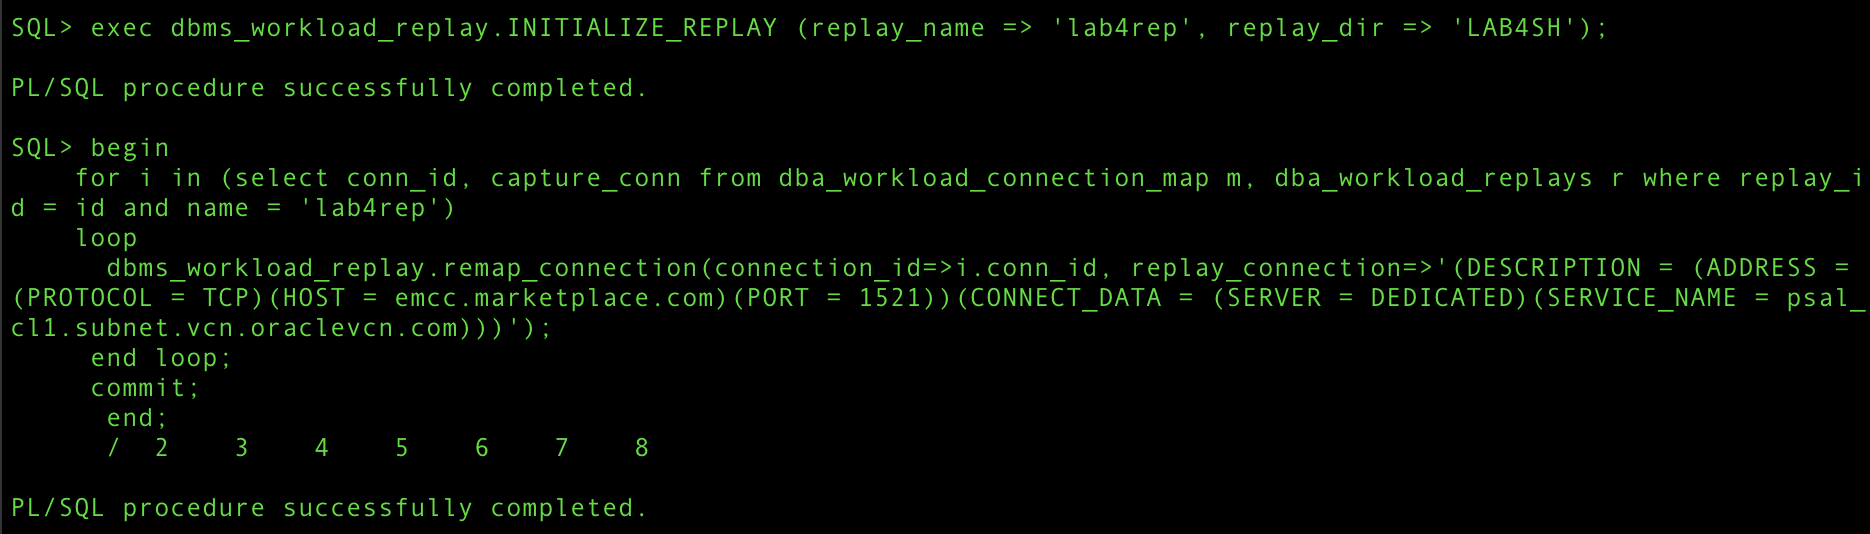 SQL> exec dbms_workload_replay.INITIALIZE_REPLAY (replay_name => 'lab4rep', replay_dir => 'LAB4SH');
PL/SQL procedure successfully completed.
SQL> begin
for i in (select conn_id, capture_conn from dba_workload_connection_map m, dba_workload_replays r where replay_i
d = id and name = 'lab4rep')
loop
dbms_workload_replay.remap_connection(connection_id=>i.conn_id, replay_connection=>'(DESCRIPTION = (ADDRESS =
(PROTOCOL = TCP)(HOST = emcc.marketplace.com)(PORT = 1521))(CONNECT_DATA = (SERVER = DEDICATED)(SERVICE_NAME = psal_
cl1.subnet.vcn.oraclevcn.com)))');
end loop;
commit;
end;
/ 2 3 4 5 6 7 8
PL/SQL procedure successfully completed.